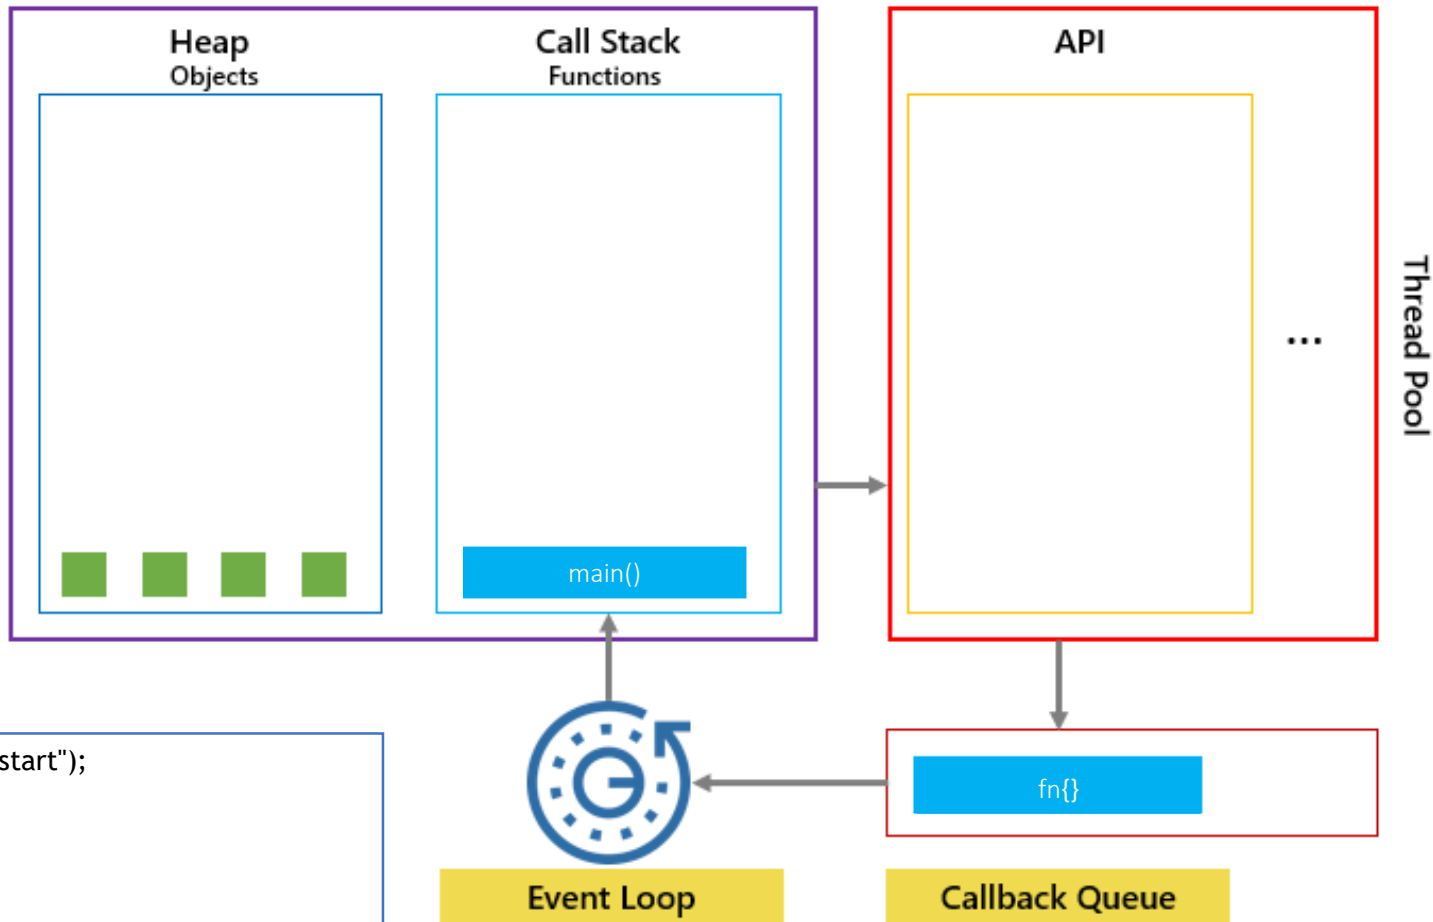 Heap
Objects
Call Stack
Functions
API
...
Thread Pool
main()
start");
fn{}
Event Loop
Callback Queue